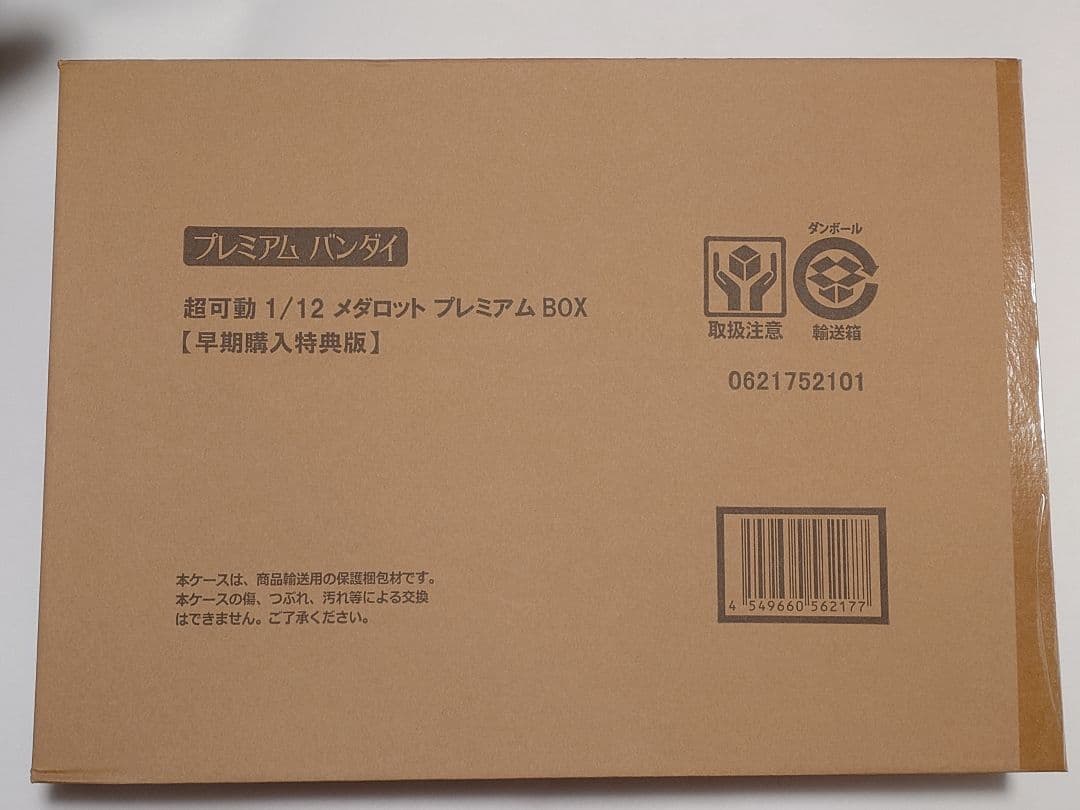 プレミアム バンダイ
超可動 1/12 メダロット プレミアム BOX
【早期購入特典版】
取扱注意
ダンボール
輸送箱
0621752101
本ケースは、商品輸送用の保護梱包材です。
本ケースの傷、つぶれ、汚れ等による交換
はできません。ご了承ください。
4 549660 562177